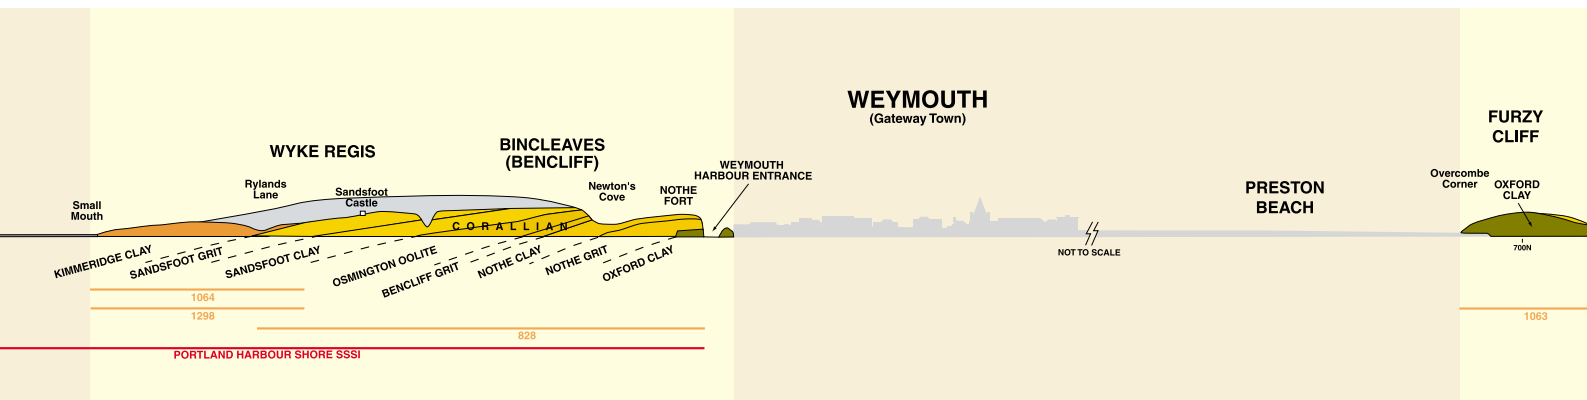 WEYMOUTH
(Gateway Town)
FURZY
CLIFF
WYKE REGIS
BINCLEAVES
(BENCLIFF)
WEYMOUTH
HARBOUR ENTRANCE
Small
Mouth
Rylands
Lane
Sandsfoot
Castle
Newton's
Cove
NOTHE
FORT
PRESTON
BEACH
Overcombe
Corner
OXFORD
CLAY
CORALLIAN
KIMMERIDGE CLAY
SANDSFOOT GRIT
SANDSFOOT CLAY
OSMINGTON OOLITE
BENCLIFF GRIT
NOTHE CLAY
NOTHE GRIT
OXFORD CLAY
NOT TO SCALE
700N
1064
1298
828
1063
PORTLAND HARBOUR SHORE SSSI